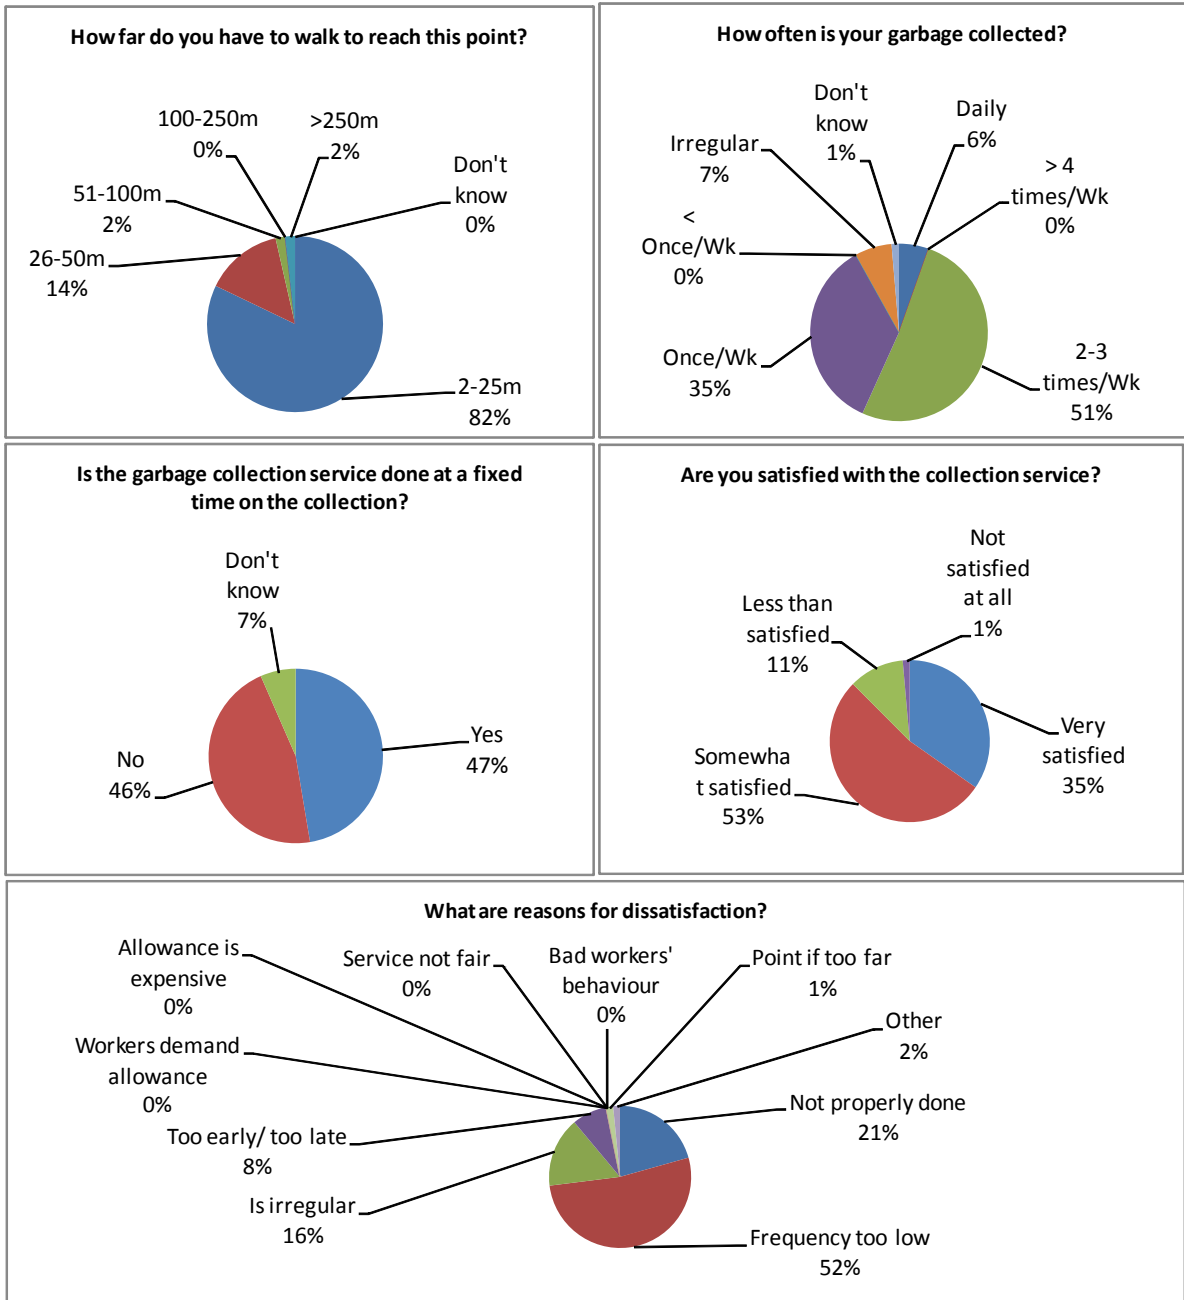 How far do you have to walk to reach this point?
100-250m
0%
>250m
2%
Don't
know
0%
51-100m
2%
26-50m
14%
2-25m
82%
How often is your garbage collected?
Don't
know
1%
Daily
6%
Irregular
7%
> 4
times/Wk
0%
<
Once/Wk
0%
Once/Wk
35%
2-3
times/Wk
51%
Is the garbage collection service done at a fixed
time on the collection?
Don't
know
7%
No
46%
Yes
47%
Are you satisfied with the collection service?
Not
satisfied
at all
1%
Less than
satisfied
11%
Somewha
t satisfied
53%
Very
satisfied
35%
What are reasons for dissatisfaction?
Allowance is
expensive
0%
Service not fair
0%
Bad workers'
behaviour
0%
Point if too far
1%
Other
2%
Workers demand
allowance
0%
Not properly done
21%
Too early/ too late
8%
Is irregular
16%
Frequency too low
52%